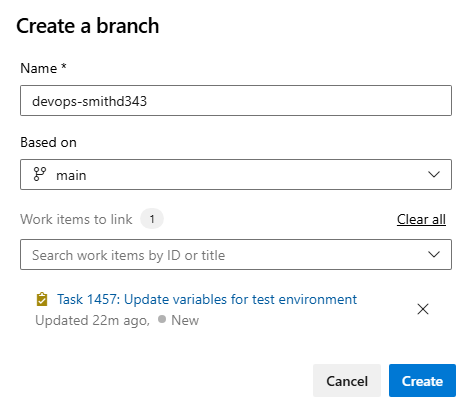 Create a branch
Name *
devops-smithd343
Based on
main
Work items to link 1 Clear all
Search work items by ID or title
Task 1457: Update variables for test environment
Updated 22m ago, New
Cancel Create